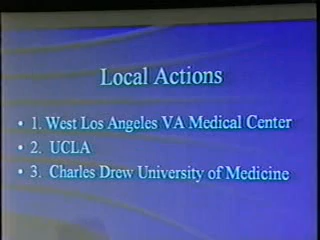 Local Actions
• 1. West Los Angeles VA Medical Center
• 2. UCLA
• 3. Charles Drew University of Medicine